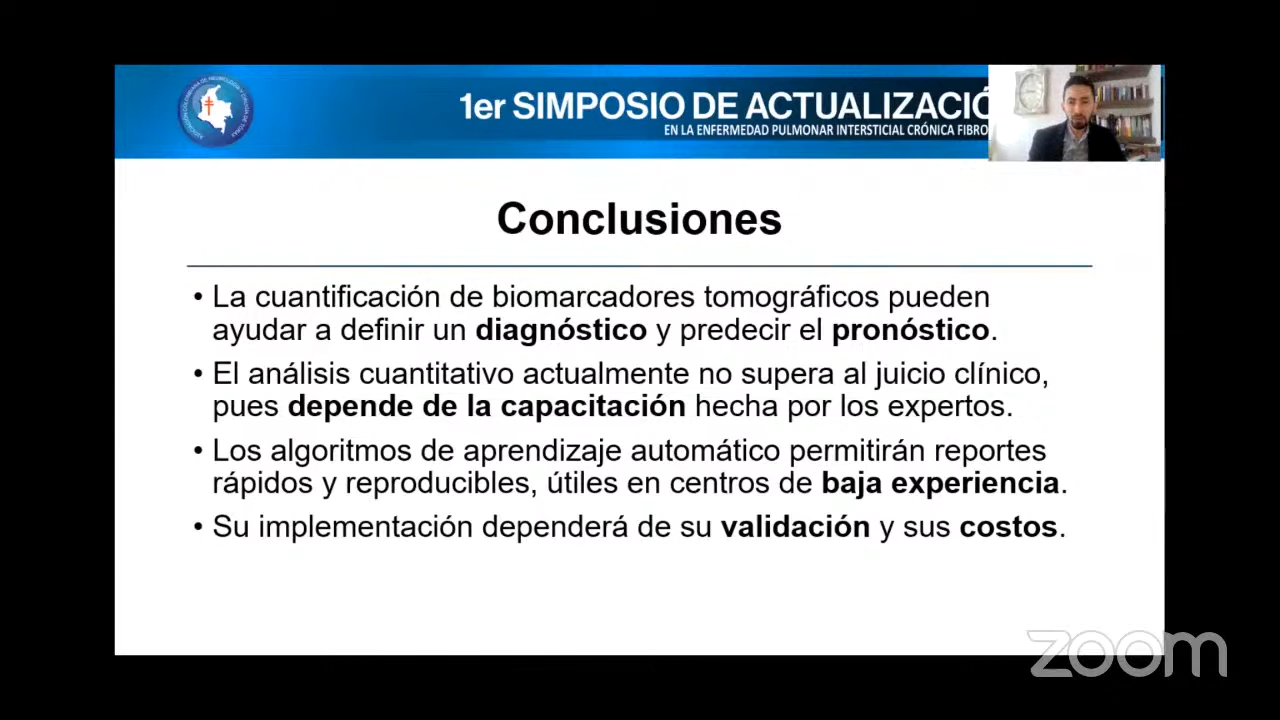 1er SIMPOSIO DE ACTUALIZACIÓ
EN LA ENFERMEDAD PULMONAR INTERSTICIAL CRÓNICA FIBRO
Conclusiones
• La cuantificación de biomarcadores tomográficos pueden
ayudar a definir un diagnóstico y predecir el pronóstico.
• El análisis cuantitativo actualmente no supera al juicio clínico,
pues depende de la capacitación hecha por los expertos.
• Los algoritmos de aprendizaje automático permitirán reportes
rápidos y reproducibles, útiles en centros de baja experiencia.
• Su implementación dependerá de su validación y sus costos.
zoom